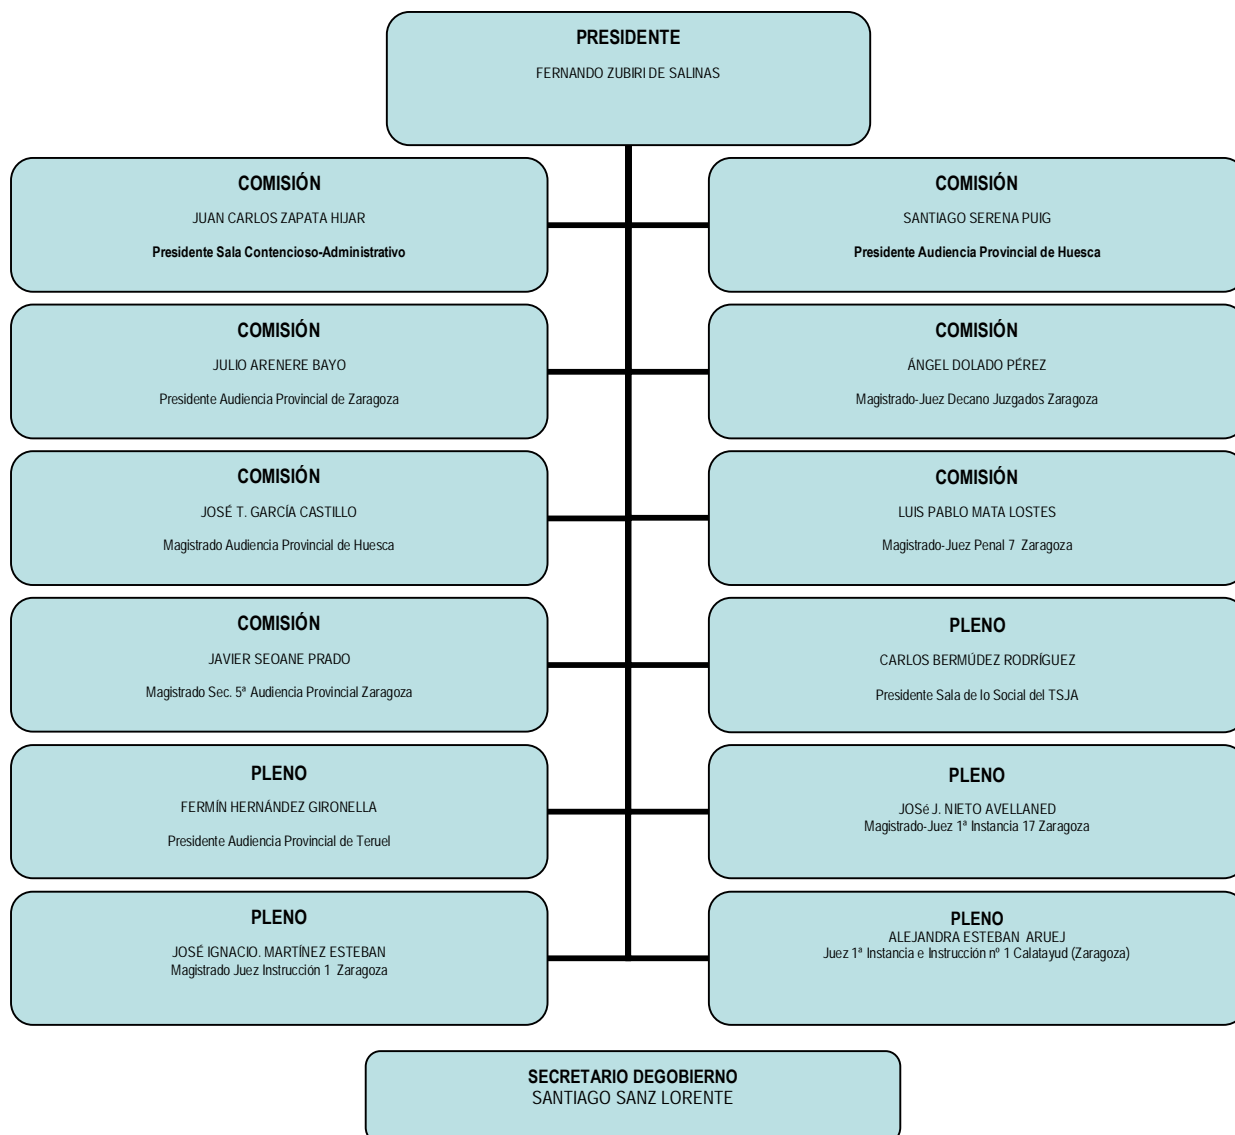 PRESIDENTE
FERNANDO ZUBIRI DE SALINAS
COMISIÓN
JUAN CARLOS ZAPATA HIJAR
Presidente Sala Contencioso-Administrativo
COMISIÓN
SANTIAGO SERENA PUIG
Presidente Audiencia Provincial de Huesca
COMISIÓN
JULIO ARENERE BAYO
Presidente Audiencia Provincial de Zaragoza
COMISIÓN
ÁNGEL DOLADO PÉREZ
Magistrado-Juez Decano Juzgados Zaragoza
COMISIÓN
JOSÉ T. GARCÍA CASTILLO
Magistrado Audiencia Provincial de Huesca
COMISIÓN
LUIS PABLO MATA LOSTES
Magistrado-Juez Penal 7 Zaragoza
COMISIÓN
JAVIER SEOANE PRADO
Magistrado Sec. 5ª Audiencia Provincial Zaragoza
PLENO
CARLOS BERMÚDEZ RODRÍGUEZ
Presidente Sala de lo Social del TSJA
PLENO
FERMÍN HERNÁNDEZ GIRONELLA
Presidente Audiencia Provincial de Teruel
PLENO
JOSé J. NIETO AVELLANED
Magistrado-Juez 1ª Instancia 17 Zaragoza
PLENO
JOSÉ IGNACIO. MARTÍNEZ ESTEBAN
Magistrado Juez Instrucción 1 Zaragoza
PLENO
ALEJANDRA ESTEBAN ARUEJ
Juez 1ª Instancia e Instrucción nº 1 Calatayud (Zaragoza)
SECRETARIO DEGOBIERNO
SANTIAGO SANZ LORENTE